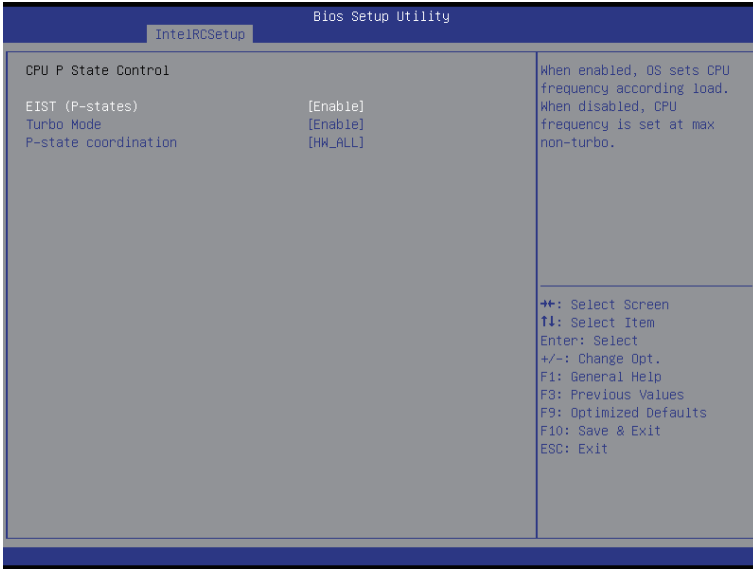 Bios Setup Utility
IntelRCSetup
CPU P State Control
EIST (P-states) [Enable]
Turbo Mode [Enable]
P-state coordination [HW_ALL]
When enabled, OS sets CPU
frequency according load.
When disabled, CPU
frequency is set at max
non-turbo.
→←: Select Screen
↑↓: Select Item
Enter: Select
+/-: Change Opt.
F1: General Help
F3: Previous Values
F9: Optimized Defaults
F10: Save & Exit
ESC: Exit